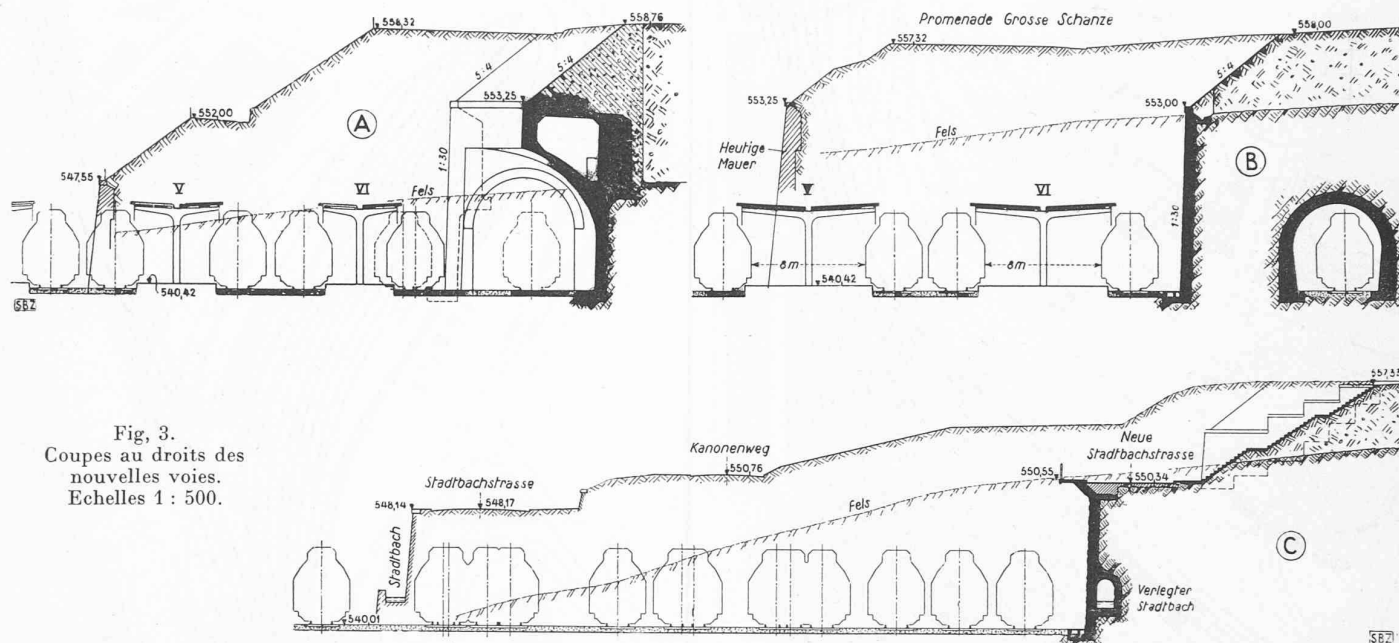 558,32
558,76
5:4
5:4
552,00
A
553,25
1:30
547,55
V
VI
Fels
540,42
SBZ
Promenade Grosse Schanze
557,32
558,00
5:4
553,25
553,00
Fels
Heutige
Mauer
B
V
VI
1:30
8m
8m
540,42
Fig, 3.
Coupes au droits des
nouvelles voies.
Echelles 1 : 500.
557,33
Kanonenweg
550,76
Neue
Stadtbachstrasse
550,55
550,34
Stadtbachstrasse
548,14
548,17
Fels
Stadtbach
C
Verlegter
Stadtbach
540,01
SBZ